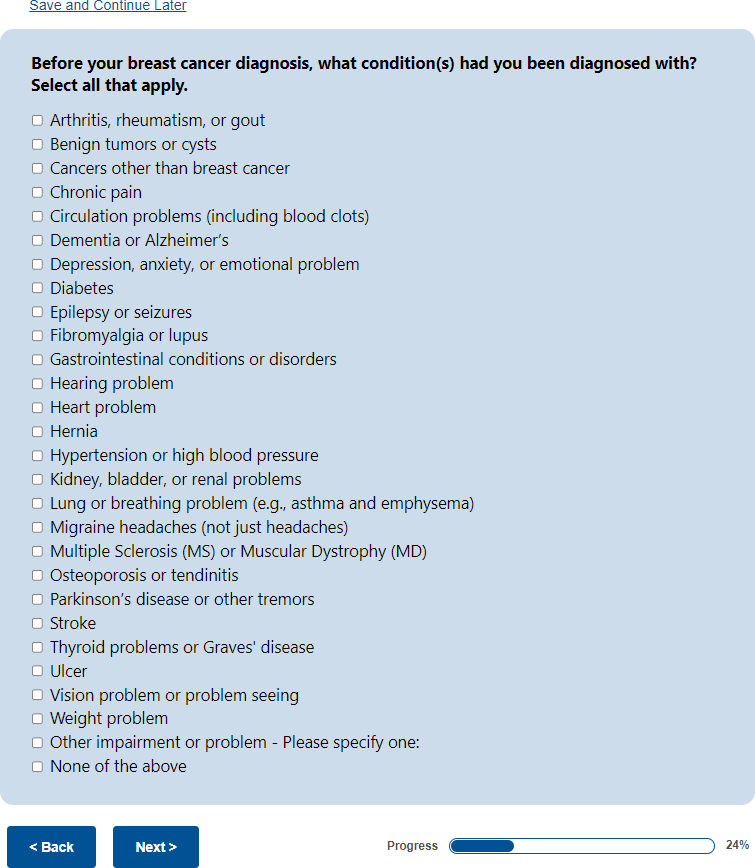 Save and Continue Later
Before your breast cancer diagnosis, what condition(s) had you been diagnosed with?
Select all that apply.
Arthritis, rheumatism, or gout
Benign tumors or cysts
Cancers other than breast cancer
Chronic pain
Circulation problems (including blood clots)
Dementia or Alzheimer's
Depression, anxiety, or emotional problem
Diabetes
Epilepsy or seizures
Fibromyalgia or lupus
Gastrointestinal conditions or disorders
Hearing problem
Heart problem
Hernia
Hypertension or high blood pressure
Kidney, bladder, or renal problems
Lung or breathing problem (e.g., asthma and emphysema)
Migraine headaches (not just headaches)
Multiple Sclerosis (MS) or Muscular Dystrophy (MD)
Osteoporosis or tendinitis
Parkinson's disease or other tremors
Stroke
Thyroid problems or Graves' disease
Ulcer
Vision problem or problem seeing
Weight problem
Other impairment or problem - Please specify one:
None of the above
< Back Next > Progress 24%